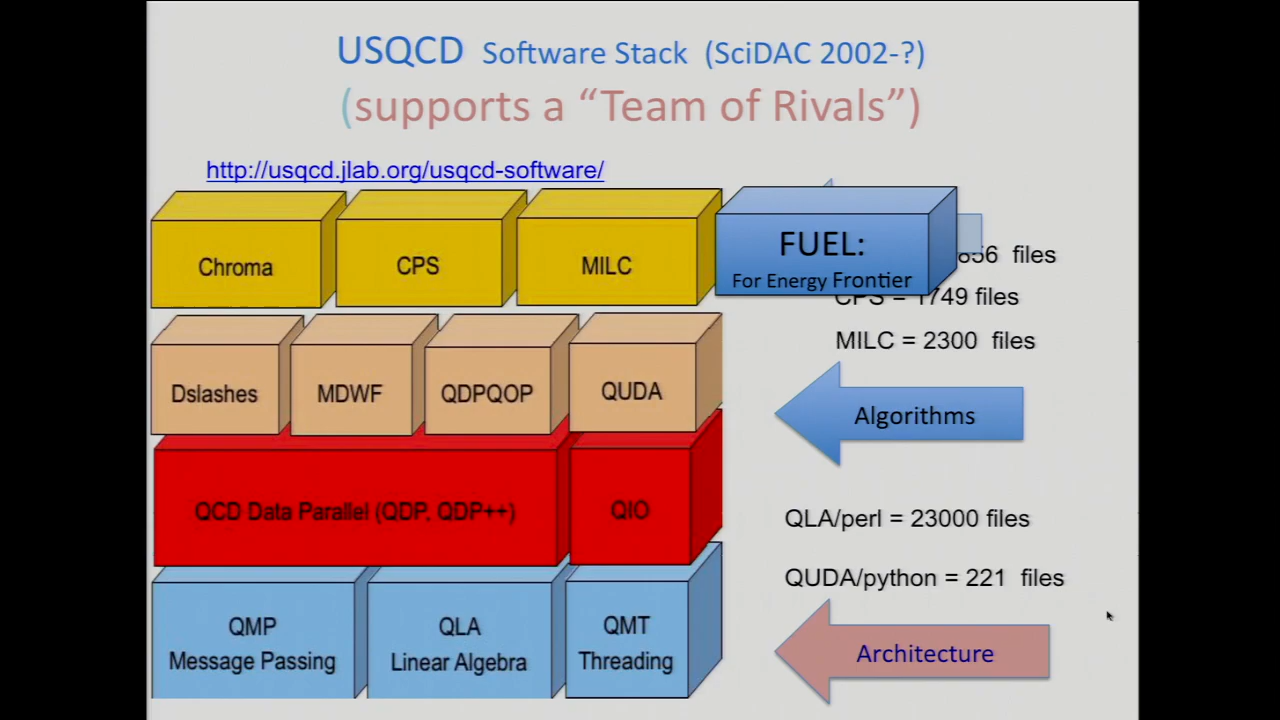 USQCD Software Stack (SciDAC 2002-?)
(supports a “Team of Rivals”)
http://usqcd.jlab.org/usqcd-software/
Chroma
CPS
MILC
FUEL:
For Energy Frontier
files
CPS = 1749 files
MILC = 2300 files
Dslashes
MDWF
QDPQOP
QUDA
Algorithms
QCD Data Parallel (QDP, QDP++)
QIO
QLA/perl = 23000 files
QUDA/python = 221 files
QMP
Message Passing
QLA
Linear Algebra
QMT
Threading
Architecture